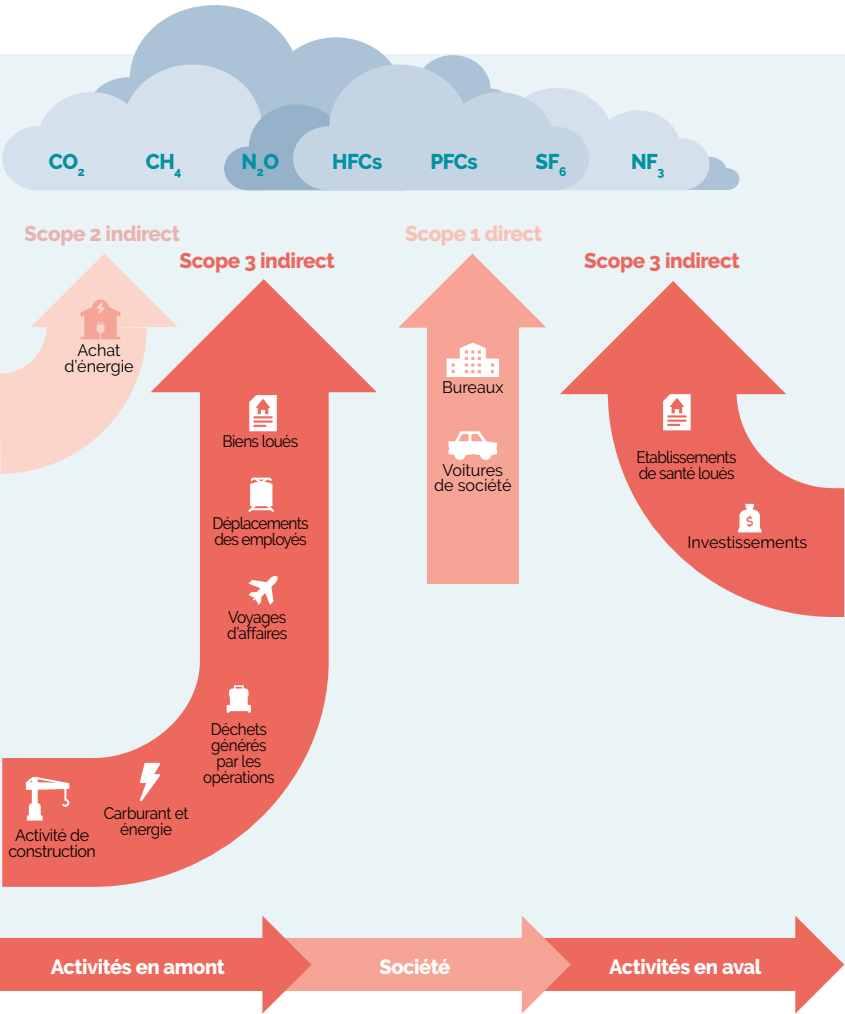 CO₂ CH₄ N₂O HFCs PFCs SF₆ NF₃
Scope 2 indirect
Achat
d'énergie
Scope 3 indirect
Biens loués
Déplacements
des employés
Voyages
d'affaires
Déchets
générés
par les
opérations
Carburant et
énergie
Activité de
construction
Scope 1 direct
Bureaux
Voitures
de société
Scope 3 indirect
Etablissements
de santé loués
$
Investissements
Activités en amont
Société
Activités en aval